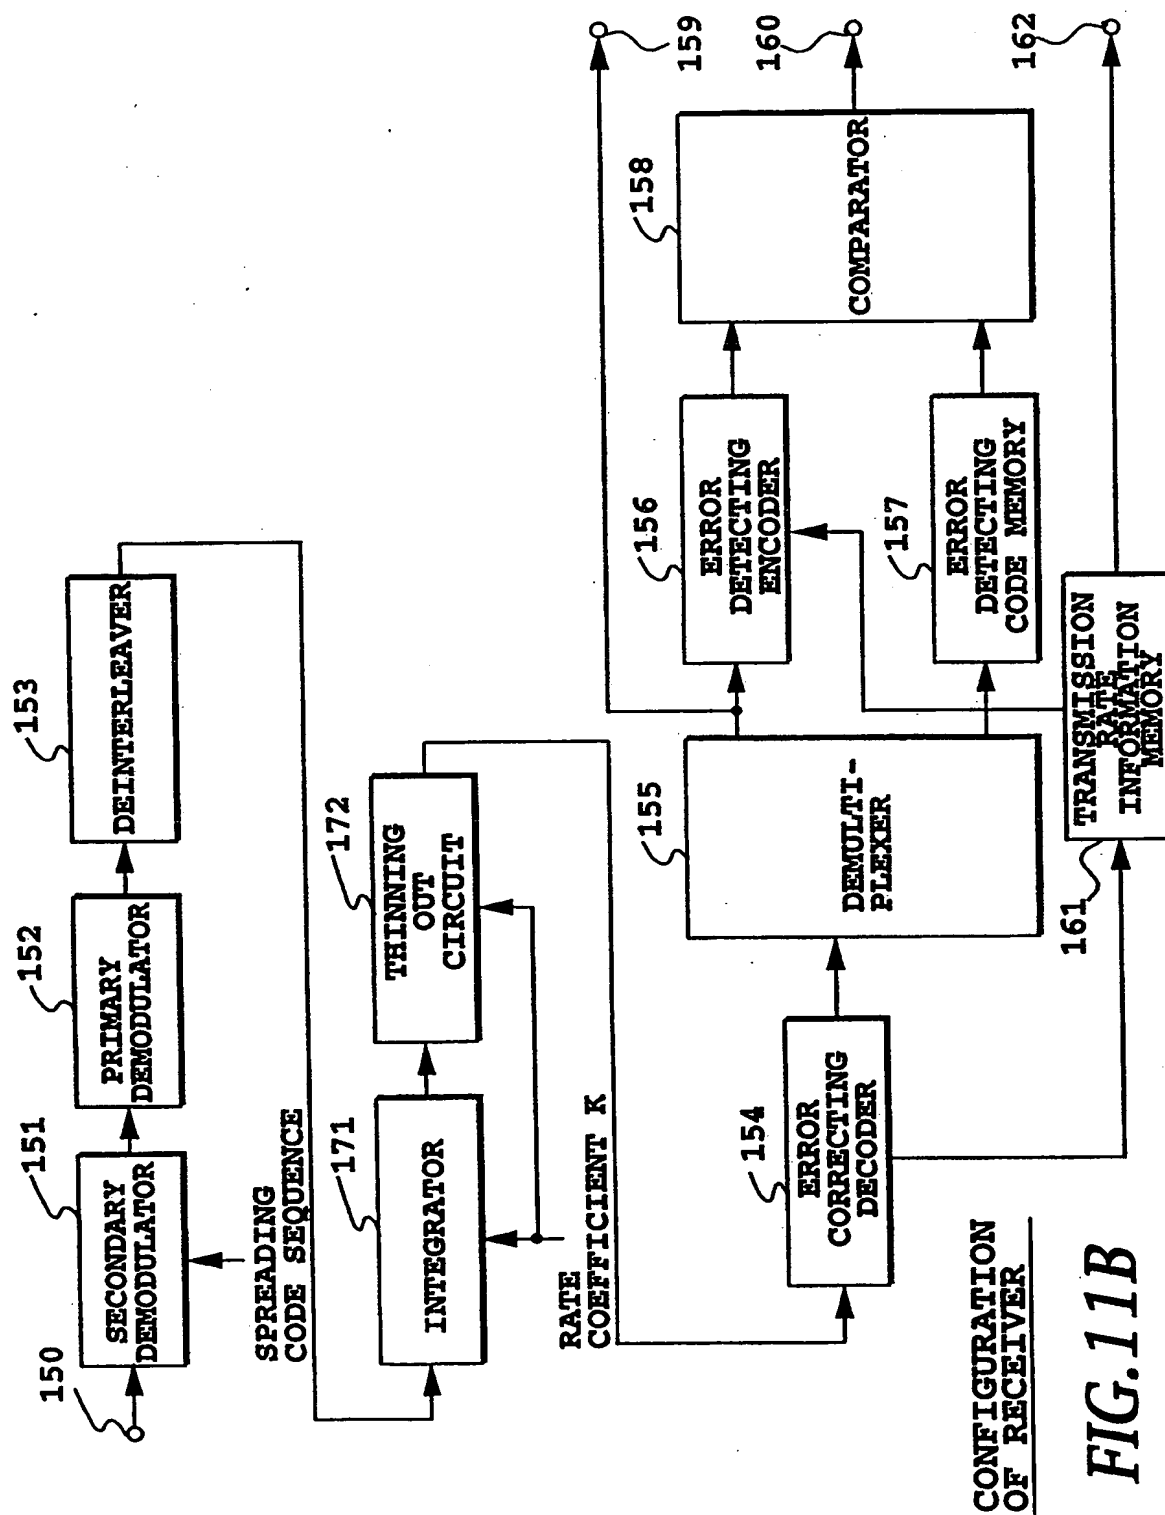 150
151
SECONDARY
DEMODULATOR
SPREADING
CODE SEQUENCE
152
PRIMARY
DEMODULATOR
153
DEINTERLEAVER
171
INTEGRATOR
RATE
COEFFICIENT K
172
THINNING
OUT
CIRCUIT
154
ERROR
CORRECTING
DECODER
155
DEMULTI-
PLEXER
156
ERROR
DETECTING
ENCODER
157
ERROR
DETECTING
CODE MEMORY
158
COMPARATOR
159
160
161
TRANSMISSION
RATE
INFORMATION
MEMORY
162
CONFIGURATION
OF RECEIVER
FIG.11B